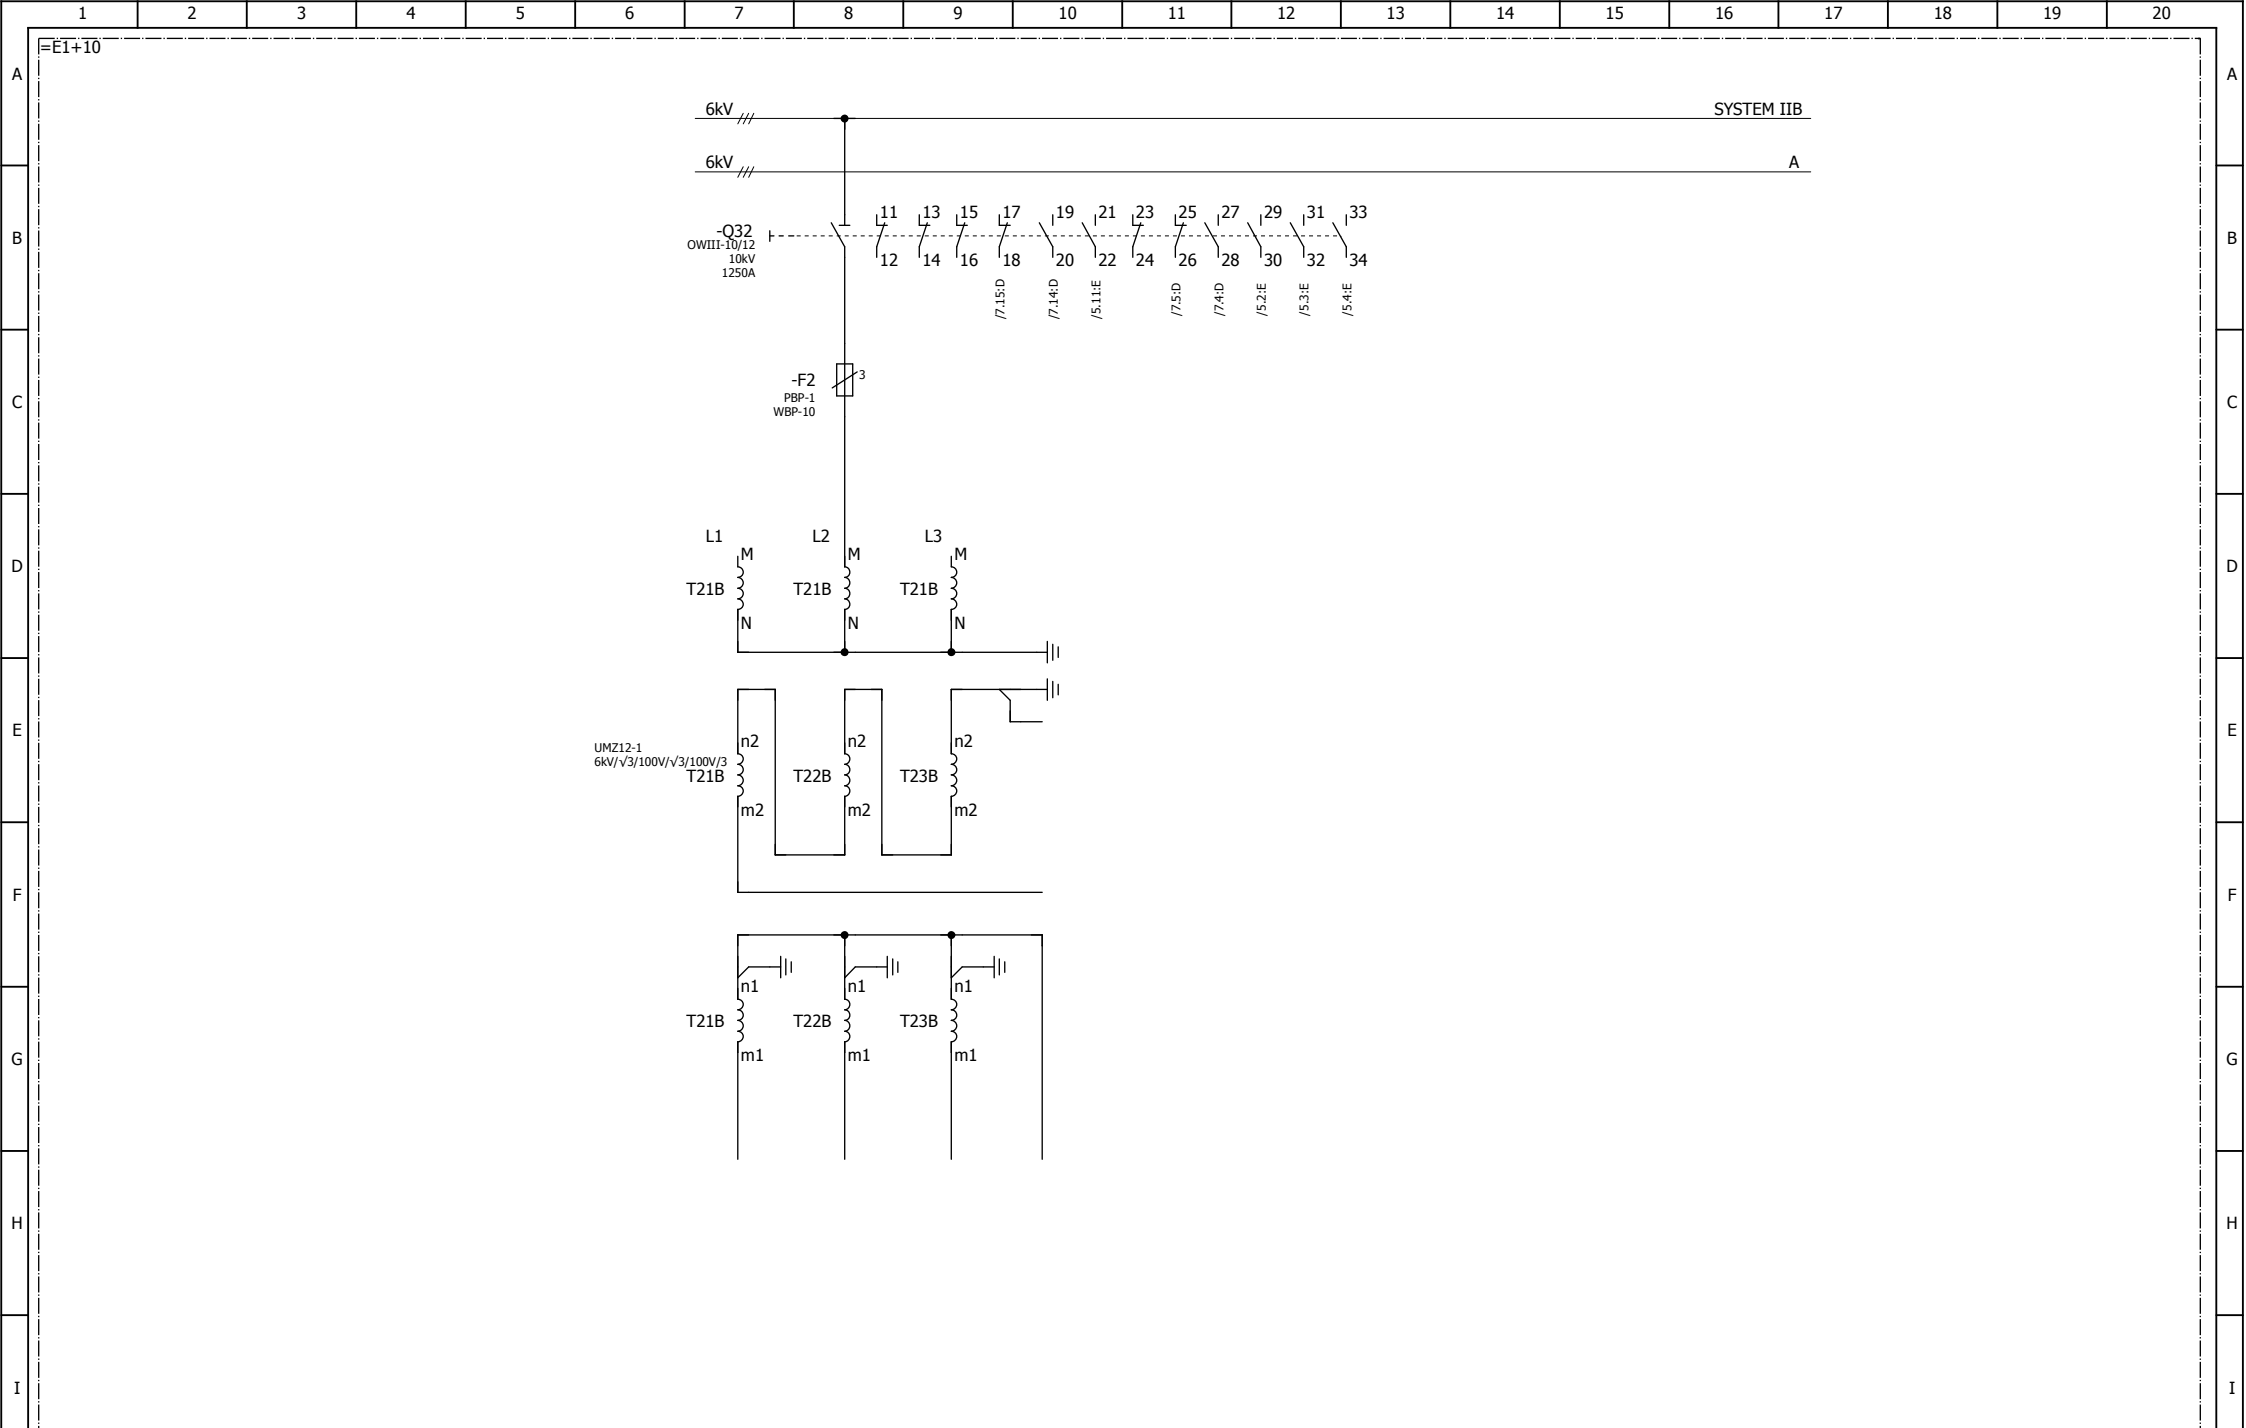 1 2 3 4 5 6 7 8 9 10 11 12 13 14 15 16 17 18 19 20
=E1+10
A A
6kV SYSTEM IIB
6kV A
B B
-Q32
OWIII-10/12
10kV
1250A
11 13 15 17 19 21 23 25 27 29 31 33
12 14 16 18 20 22 24 26 28 30 32 34
/7.15:D /7.14:D /5.11:E /7.5:D /7.4:D /5.2:E /5.3:E /5.4:E
-F2 3
PBP-1
WBP-10
C C
L1 L2 L3
M M M
D D
T21B T21B T21B
N N N
E E
n2 n2 n2
UMZ12-1
6kV/√3/100V/√3/100V/3
T21B T22B T23B
m2 m2 m2
F F
n1 n1 n1
T21B T22B T23B
m1 m1 m1
G G
H H
I I